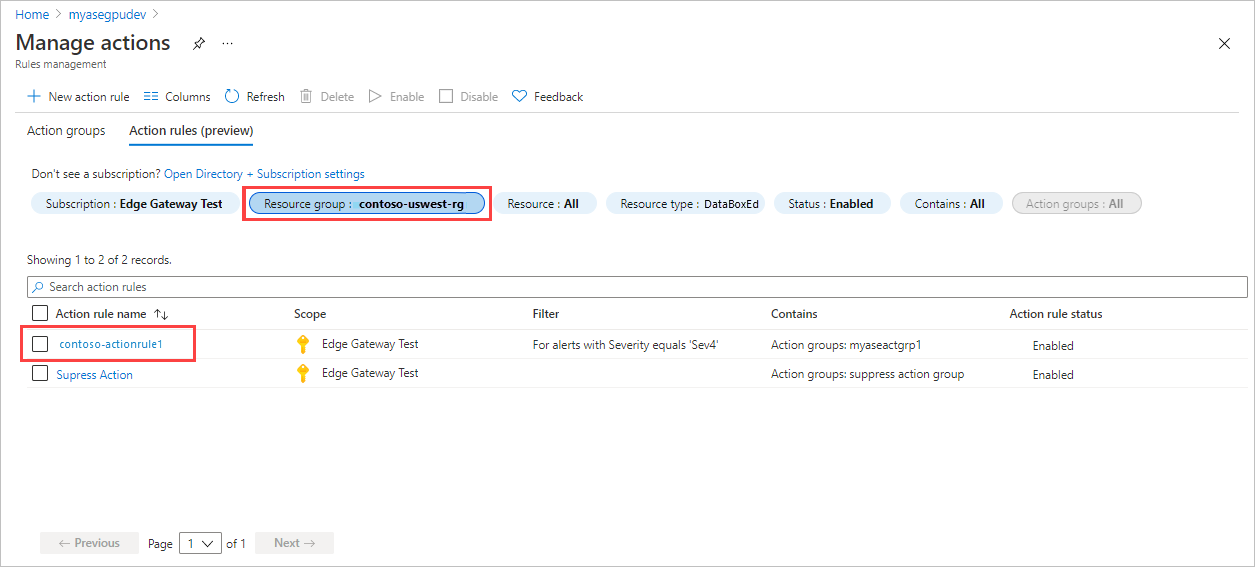 Home > myasegpudev >
Manage actions ...
Rules management
New action rule Columns Refresh Delete Enable Disable Feedback
Action groups Action rules (preview)
Don't see a subscription? Open Directory + Subscription settings
Subscription : Edge Gateway Test Resource group : contoso-uswest-rg Resource : All Resource type : DataBoxEd Status : Enabled Contains : All Action groups : All
Showing 1 to 2 of 2 records.
Search action rules
Action rule name ↑↓ Scope Filter Contains Action rule status
contoso-actionrule1 Edge Gateway Test For alerts with Severity equals 'Sev4' Action groups: myaseactgrp1 Enabled
Supress Action Edge Gateway Test Action groups: suppress action group Enabled
← Previous Page 1 of 1 Next →